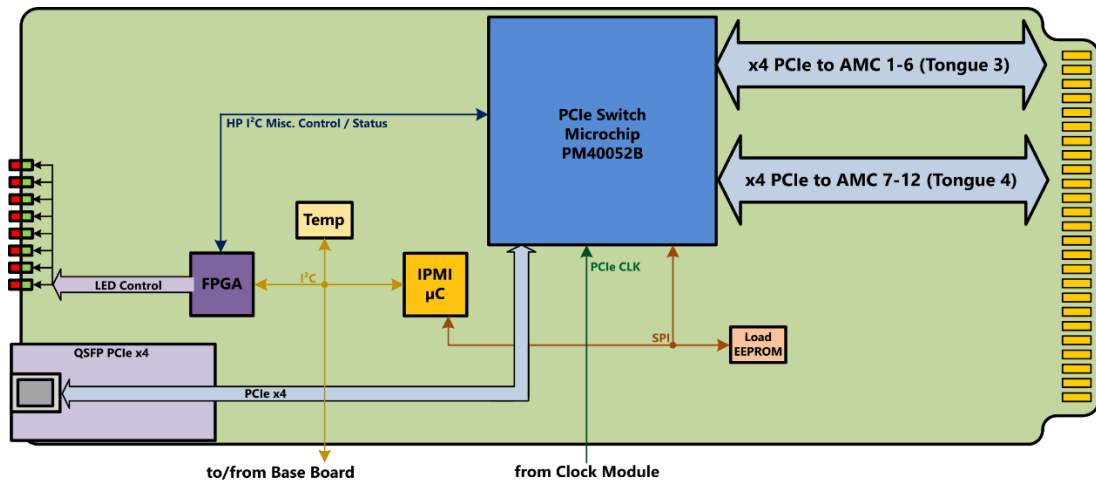 x4 PCIe to AMC 1-6 (Tongue 3)
PCIe Switch
Microchip
PM40052B
HP I²C Misc. Control / Status
x4 PCIe to AMC 7-12 (Tongue 4)
Temp
PCIe CLK
I²C
IPMI
µC
FPGA
LED Control
SPI
Load
EEPROM
QSFP PCIe x4
PCIe x4
to/from Base Board
from Clock Module